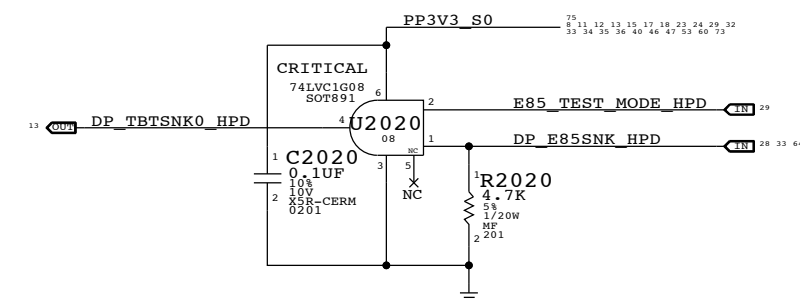 PP3V3_S0
75
8 11 12 13 15 17 18 23 24 29 32
33 34 35 36 40 46 47 53 60 73
CRITICAL
74LVC1G08
SOT891
6
2
E85_TEST_MODE_HPD
IN
29
13
OUT
DP_TBTSNK0_HPD
4
U2020
08
1
DP_E85SNK_HPD
IN
28 33 64
NC
3
5
NC
1
C2020
0.1UF
10%
10V
X5R-CERM
0201
2
1
R2020
4.7K
5%
1/20W
MF
201
2